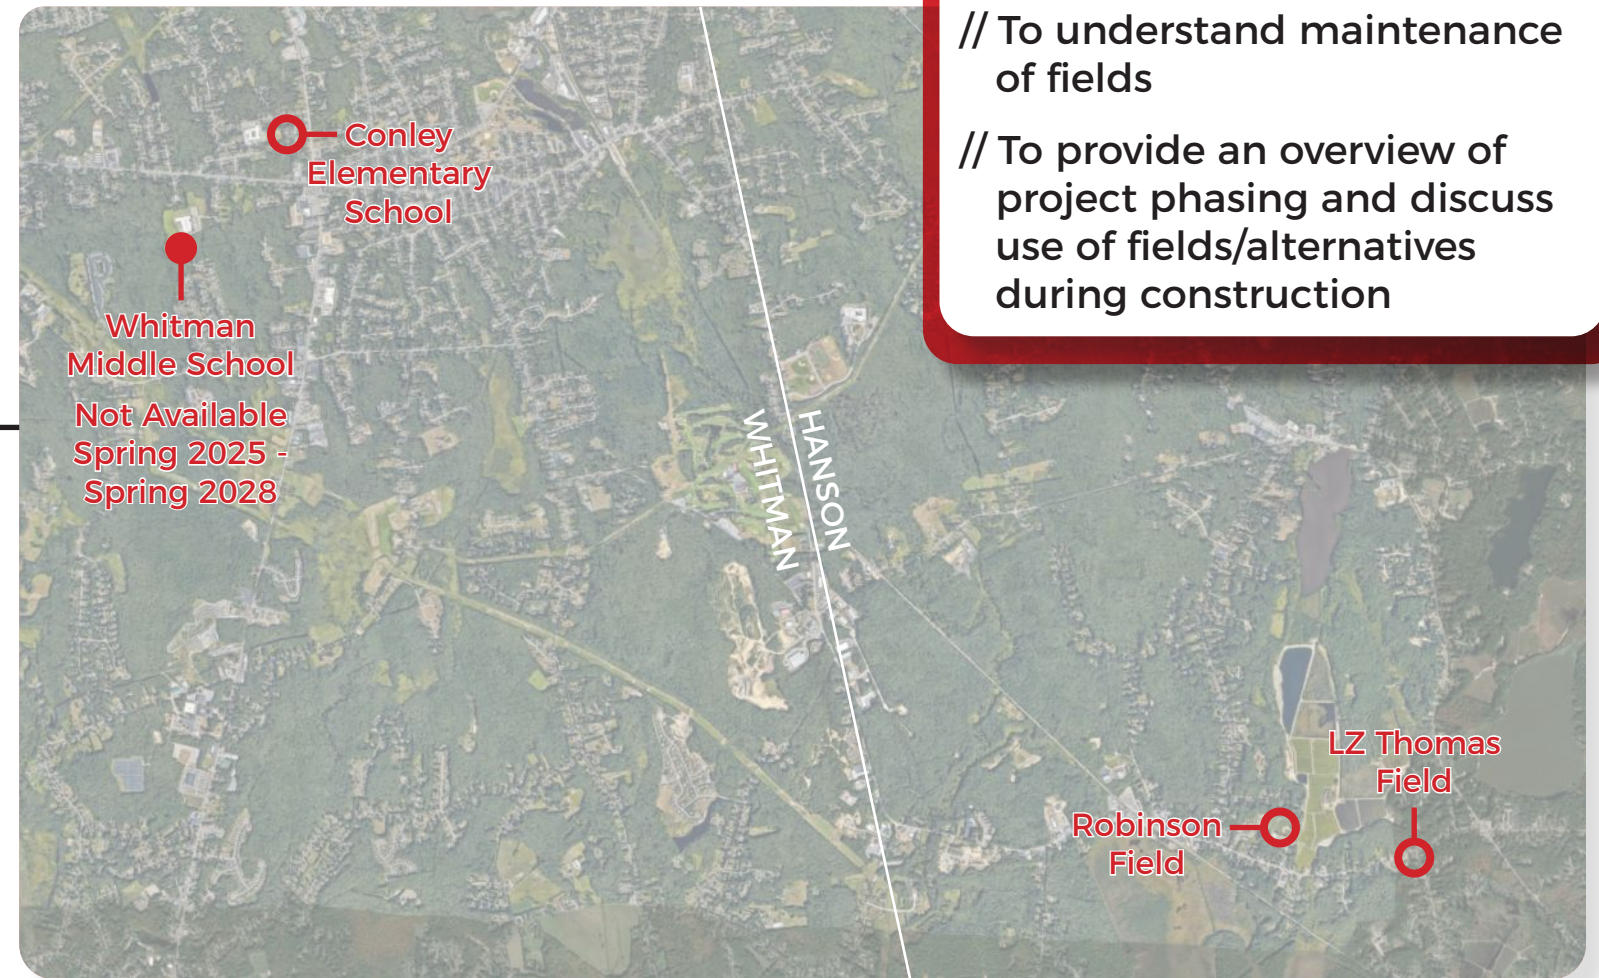 // To understand maintenance
of fields
// To provide an overview of
project phasing and discuss
use of fields/alternatives
during construction
Conley
Elementary
School
Whitman
Middle School
Not Available
Spring 2025 -
Spring 2028
HANSON
WHITMAN
LZ Thomas
Field
Robinson
Field